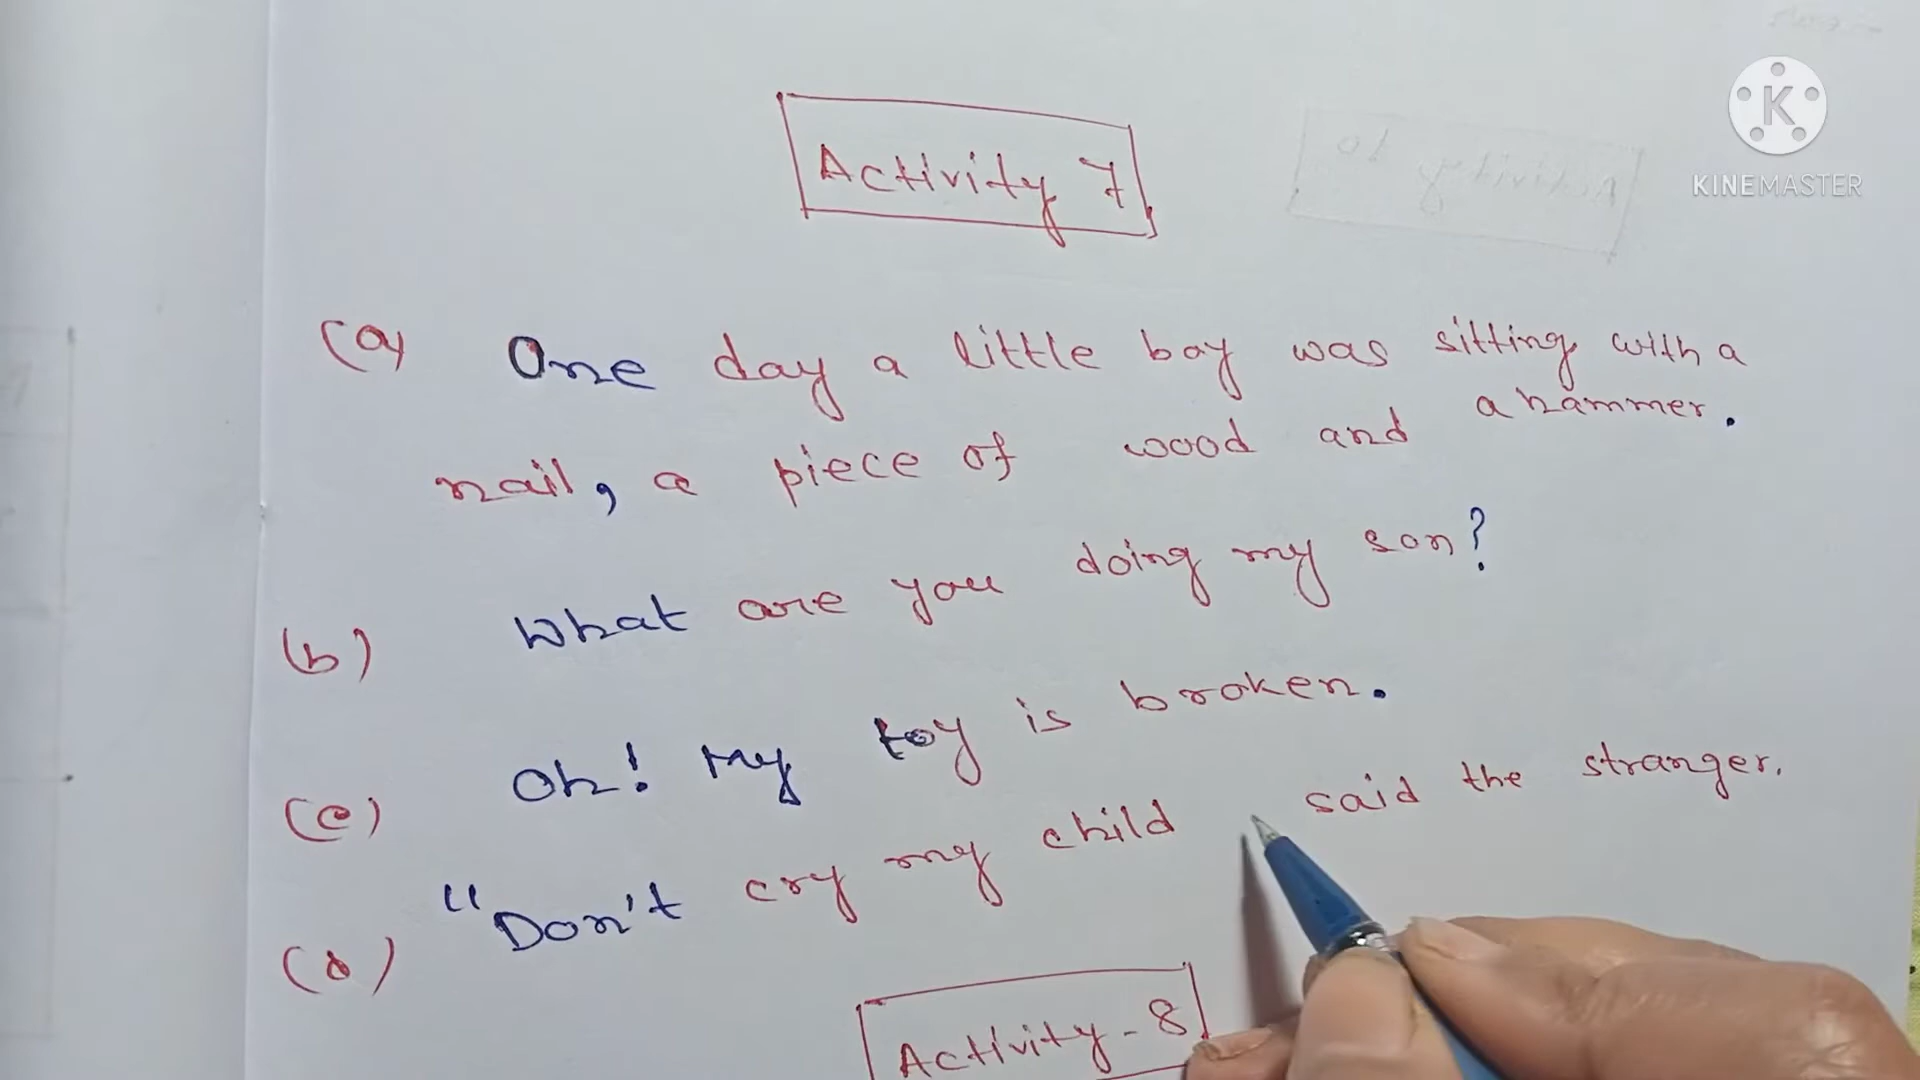 KINEMASTER
Activity 7
(a) One day a little boy was sitting with a
nail, a piece of wood and a hammer.
(b) What are you doing my son?
(c) Oh! My toy is broken.
(d) "Don't cry my child said the stranger.
Activity - 8